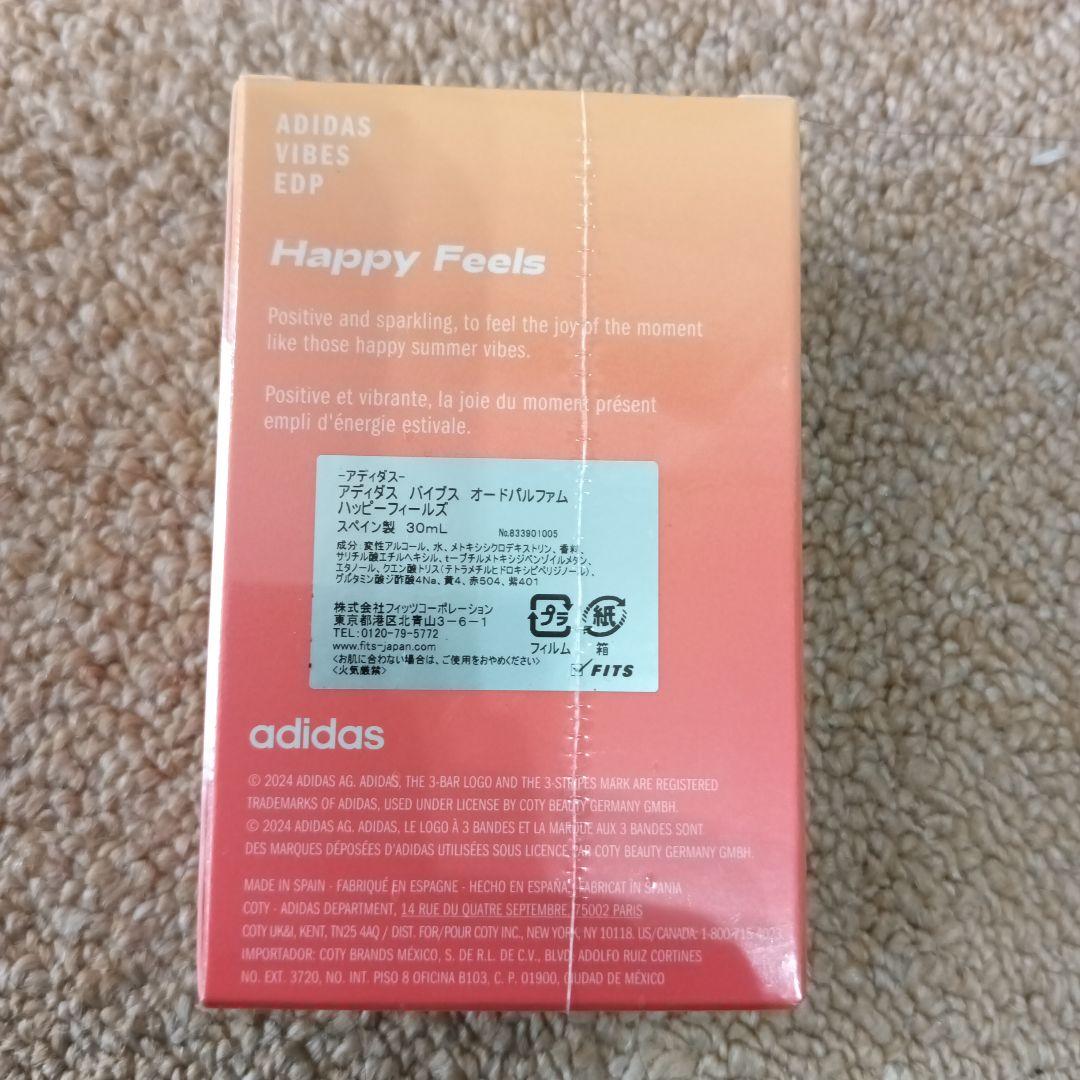 ADIDAS
VIBES
EDP
Happy Feels
Positive and sparkling, to feel the joy of the moment
like those happy summer vibes.
Positive et vibrante, la joie du moment présent
empli d'énergie estivale.
-アディダス-
アディダス バイブス オードパルファム
ハッピーフィールズ
スペイン製 30mL No.833901005
成分:変性アルコール、水、メトキシシクロデキストリン、香料、
サリチル酸エチルヘキシル、t-ブチルメトキシジベンゾイルメタン、
エタノール、クエン酸トリス(テトラメチルヒドロキシピペリジノール)、
グルタミン酸ジ酢酸4Na、黄4、赤504、紫401
株式会社フィッツコーポレーション
東京都港区北青山3-6-1
TEL:0120-79-5772
www.fits-japan.com
<お肌に合わない場合は、ご使用をおやめください>
<火気厳禁>
プラ
フィルム
紙
箱
FITS
adidas
© 2024 ADIDAS AG. ADIDAS, THE 3-BAR LOGO AND THE 3-STRIPES MARK ARE REGISTERED
TRADEMARKS OF ADIDAS, USED UNDER LICENSE BY COTY BEAUTY GERMANY GMBH.
© 2024 ADIDAS AG. ADIDAS, LE LOGO À 3 BANDES ET LA MARQUE AUX 3 BANDES SONT
DES MARQUES DÉPOSÉES D'ADIDAS UTILISÉES SOUS LICENCE PAR COTY BEAUTY GERMANY GMBH.
MADE IN SPAIN - FABRIQUÉ EN ESPAGNE - HECHO EN ESPAÑA, FABRICAT ÎN SPANIA
COTY - ADIDAS DEPARTMENT, 14 RUE DU QUATRE SEPTEMBRE, 75002 PARIS
COTY UK&I, KENT, TN25 4AQ / DIST. FOR/POUR COTY INC., NEW YORK, NY 10118. US/CANADA: 1-800-715-4023
IMPORTADOR: COTY BRANDS MÉXICO, S. DE R.L. DE C.V., BLVD. ADOLFO RUIZ CORTINES
NO. EXT. 3720, NO. INT. PISO 8 OFICINA B103, C. P. 01900, CIUDAD DE MÉXICO